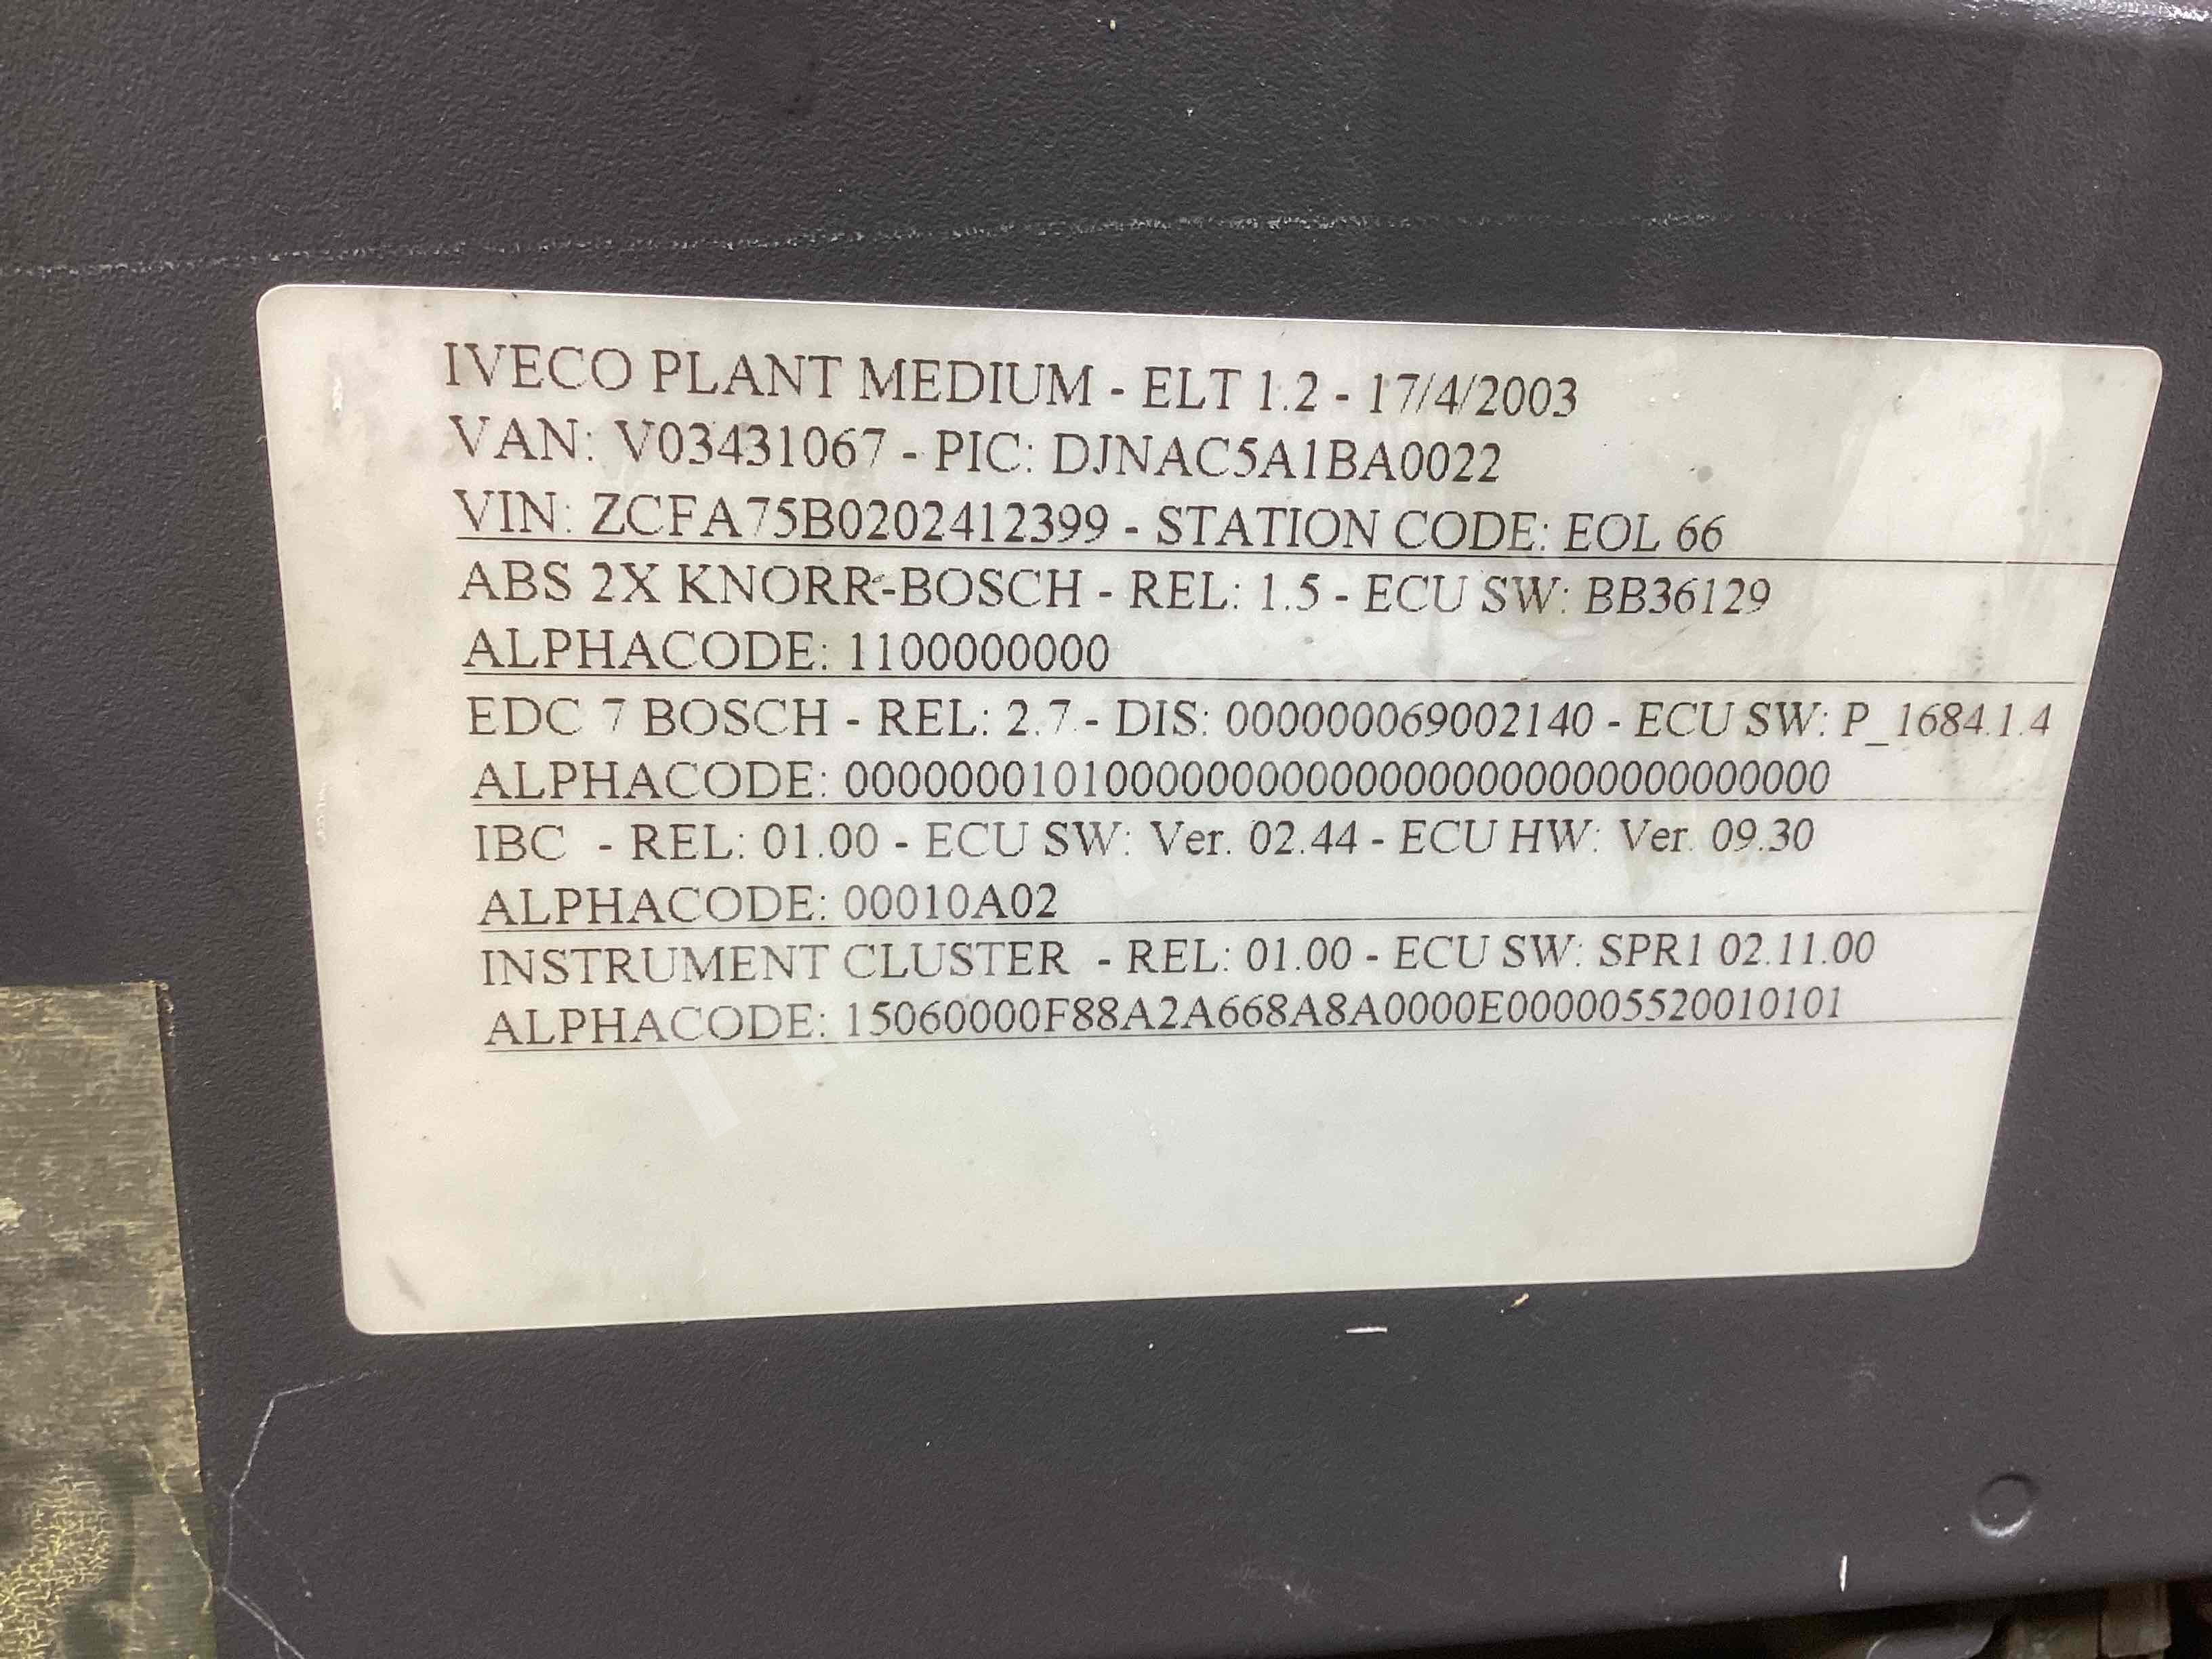 IVECO PLANT MEDIUM - ELT 1.2 - 17/4/2003
VAN: V03431067 - PIC: DJNAC5A1BA0022
VIN: ZCFA75B0202412399 - STATION CODE: EOL 66
ABS 2X KNORR-BOSCH - REL: 1.5 - ECU SW: BB36129
ALPHACODE: 1100000000
EDC 7 BOSCH - REL: 2.7 - DIS: 000000069002140 - ECU SW: P_1684.1.4
ALPHACODE: 0000000101000000000000000000000000000000
IBC - REL: 01.00 - ECU SW: Ver. 02.44 - ECU HW: Ver. 09.30
ALPHACODE: 00010A02
INSTRUMENT CLUSTER - REL: 01.00 - ECU SW: SPR1 02.11.00
ALPHACODE: 15060000F88A2A668A8A0000E000005520010101